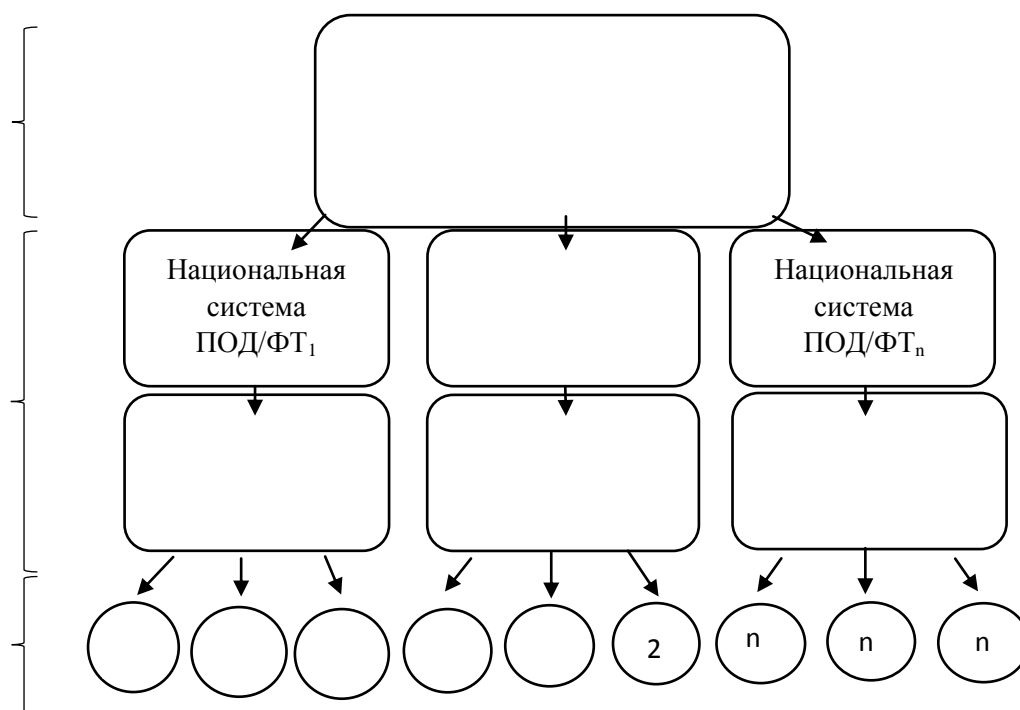 Национальная
система
ПОД/ФТ₁
Национальная
система
ПОД/ФТₙ
2
n
n
n